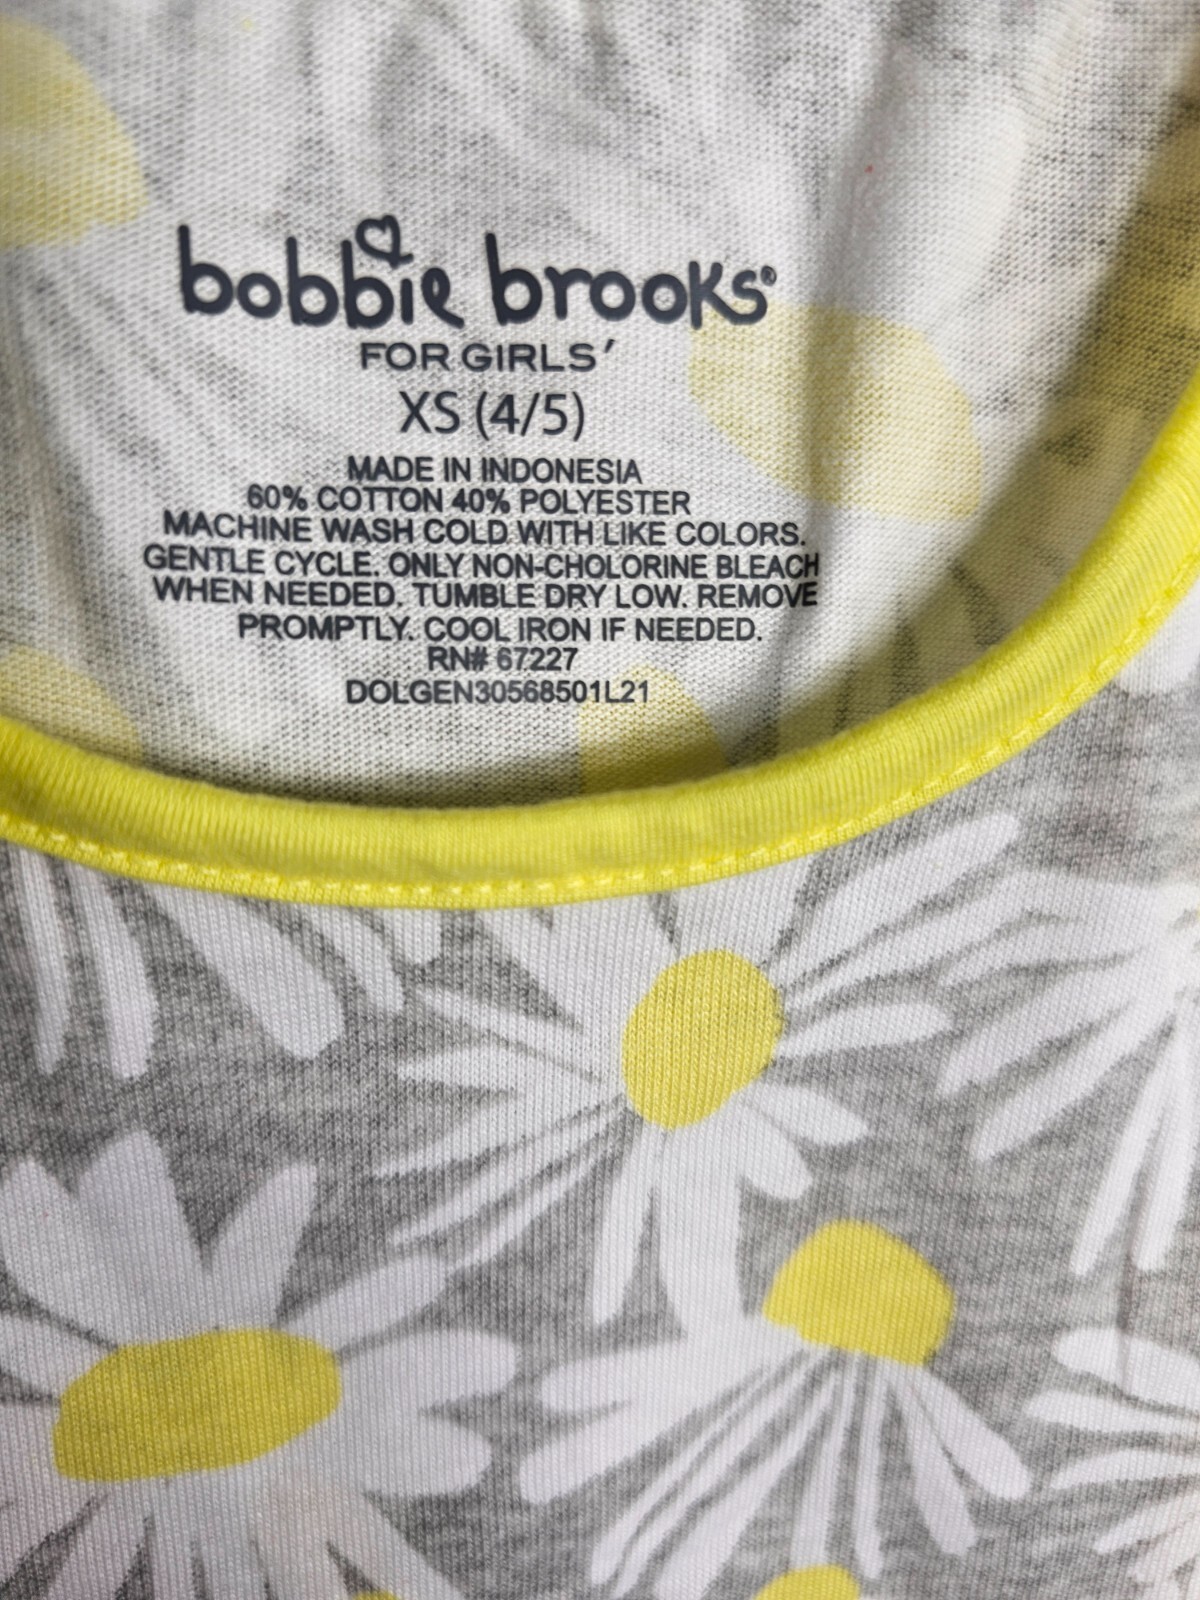 bobbie brooks®
FOR GIRLS'
XS (4/5)
MADE IN INDONESIA
60% COTTON 40% POLYESTER
MACHINE WASH COLD WITH LIKE COLORS.
GENTLE CYCLE. ONLY NON-CHOLORINE BLEACH
WHEN NEEDED. TUMBLE DRY LOW. REMOVE
PROMPTLY. COOL IRON IF NEEDED.
RN# 67227
DOLGEN30568501L21